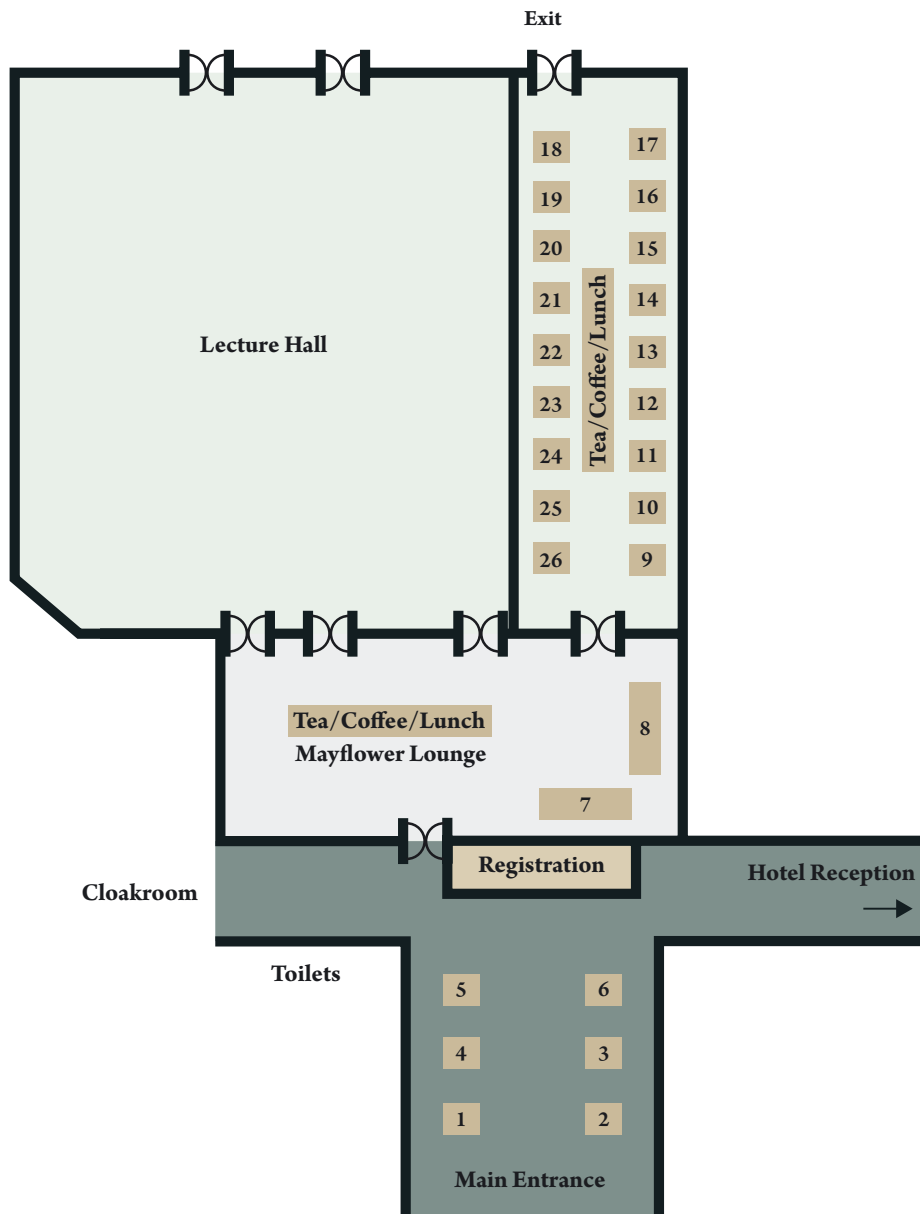 Exit
18
17
19
16
20
15
21
14
Tea/Coffee/Lunch
Lecture Hall
22
13
23
12
24
11
25
10
26
9
Tea/Coffee/Lunch
Mayflower Lounge
8
7
Registration
Hotel Reception
Cloakroom
Toilets
5
6
4
3
1
2
Main Entrance